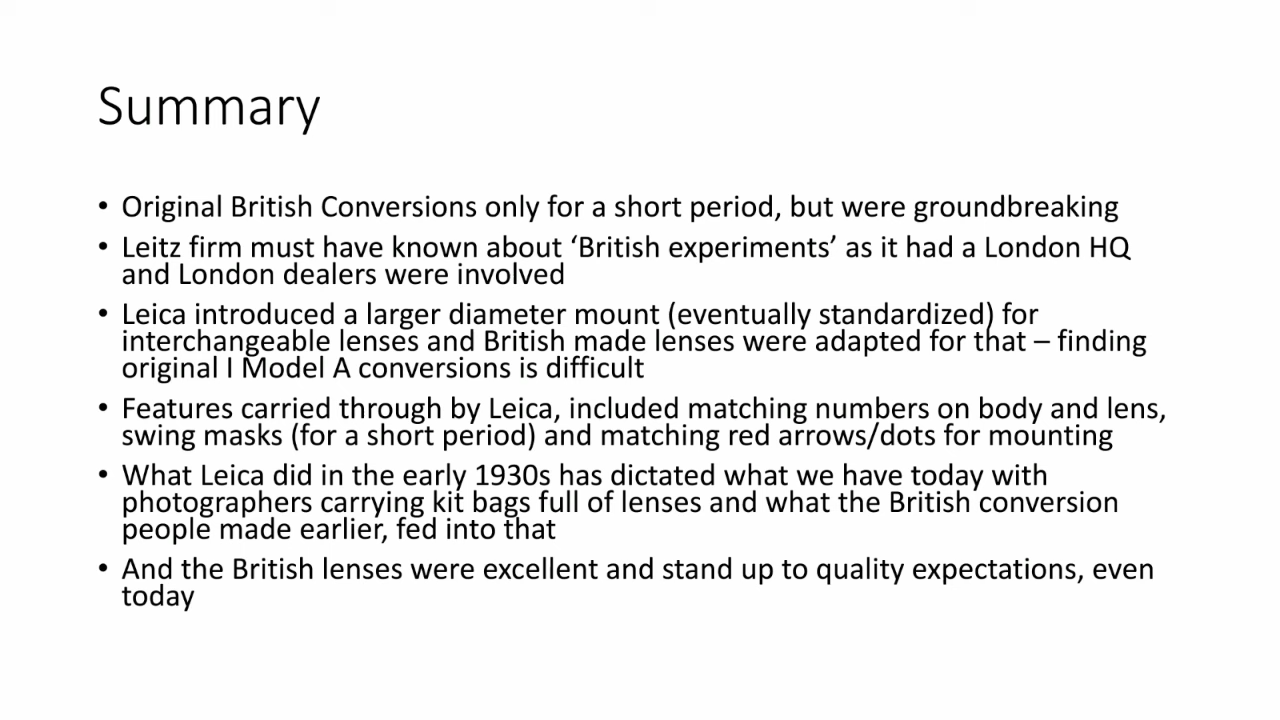 Summary
• Original British Conversions only for a short period, but were groundbreaking
• Leitz firm must have known about ‘British experiments’ as it had a London HQ
and London dealers were involved
• Leica introduced a larger diameter mount (eventually standardized) for
interchangeable lenses and British made lenses were adapted for that – finding
original I Model A conversions is difficult
• Features carried through by Leica, included matching numbers on body and lens,
swing masks (for a short period) and matching red arrows/dots for mounting
• What Leica did in the early 1930s has dictated what we have today with
photographers carrying kit bags full of lenses and what the British conversion
people made earlier, fed into that
• And the British lenses were excellent and stand up to quality expectations, even
today